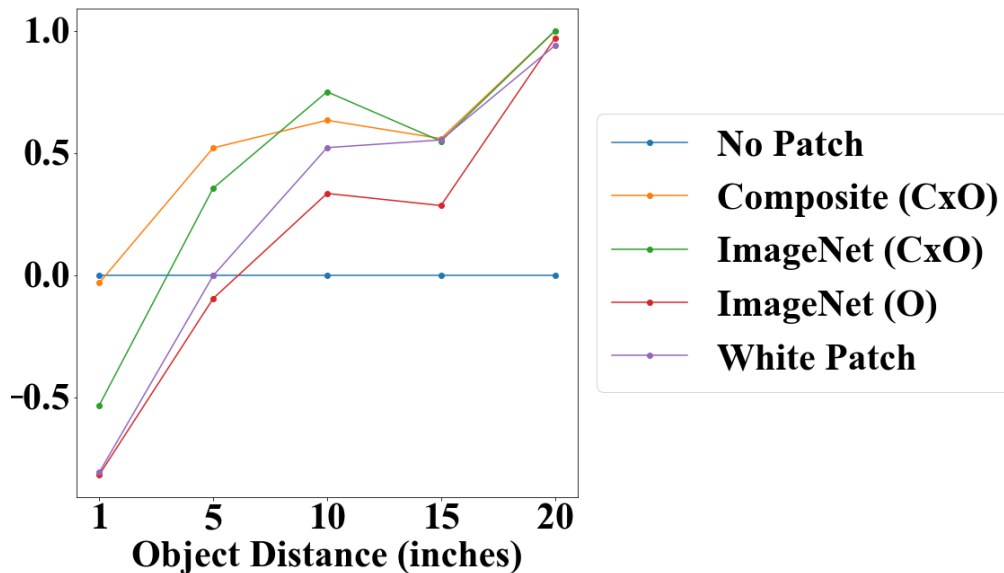 1.0
0.5
0.0
-0.5
1 5 10 15 20
Object Distance (inches)
No Patch
Composite (CxO)
ImageNet (CxO)
ImageNet (O)
White Patch